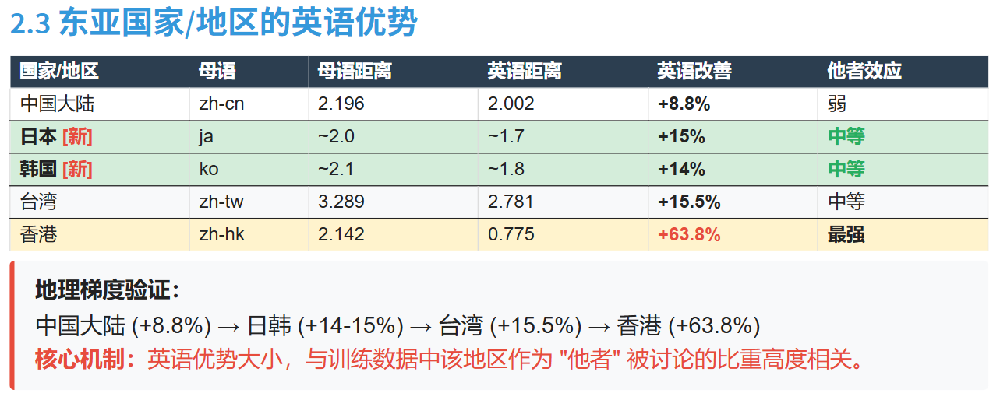 2.3 东亚国家/地区的英语优势
国家/地区 母语 母语距离 英语距离 英语改善 他者效应
中国大陆 zh-cn 2.196 2.002 +8.8% 弱
日本 [新] ja ~2.0 ~1.7 +15% 中等
韩国 [新] ko ~2.1 ~1.8 +14% 中等
台湾 zh-tw 3.289 2.781 +15.5% 中等
香港 zh-hk 2.142 0.775 +63.8% 最强
地理梯度验证：
中国大陆 (+8.8%) → 日韩 (+14-15%) → 台湾 (+15.5%) → 香港 (+63.8%)
核心机制：英语优势大小，与训练数据中该地区作为 "他者" 被讨论的比重高度相关。